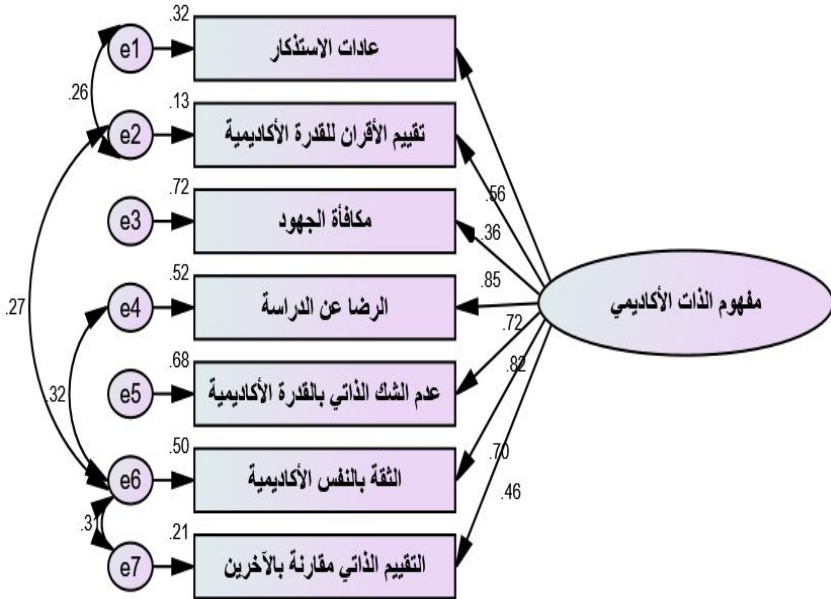 .32
e1
عادات الاستذكار
.26
.13
e2
تقييم الأقران للقدرة الأكاديمية
.56
.72
.36
e3
مكافأة الجهود
.85
.52
مفهوم الذات الأكاديمي
.27
e4
الرضا عن الدراسة
.72
.68
.82
.32
e5
عدم الشك الذاتي بالقدرة الأكاديمية
.50
.70
e6
الثقة بالنفس الأكاديمية
.46
.31
.21
e7
التقييم الذاتي مقارنة بالآخرين